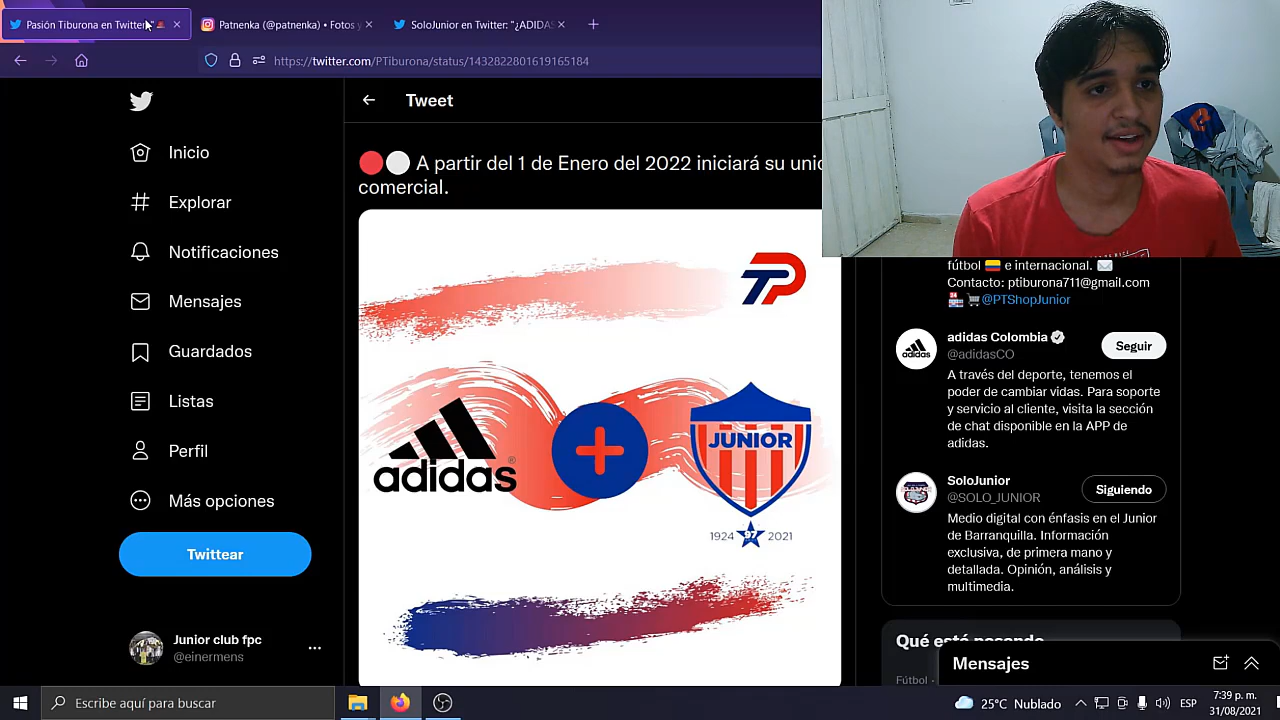 Pasión Tiburona en Twitter: "
Patnenka (@patnenka) • Fotos y
SoloJunior en Twitter: "¿ADIDAS
https://twitter.com/PTiburona/status/1432822801619165184
Tweet
Inicio
Explorar
Notificaciones
Mensajes
Guardados
Listas
Perfil
Más opciones
Twittear
Junior club fpc
@einermens
A partir del 1 de Enero del 2022 iniciará su
comercial.
TP
adidas
JUNIOR
1924 97 2021
fútbol e internacional.
Contacto: ptiburona711@gmail.com
@PTShopJunior
adidas Colombia
@adidasCO
Seguir
A través del deporte, tenemos el
poder de cambiar vidas. Para soporte
y servicio al cliente, visita la sección
de chat disponible en la APP de
adidas.
SoloJunior
@SOLO_JUNIOR
Siguiendo
Medio digital con énfasis en el Junior
de Barranquilla. Información
exclusiva, de primera mano y
detallada. Opinión, análisis y
multimedia.
Qué está pasando
Fútbol
Mensajes
Escribe aquí para buscar
25°C Nublado
ESP
7:39 p. m.
31/08/2021